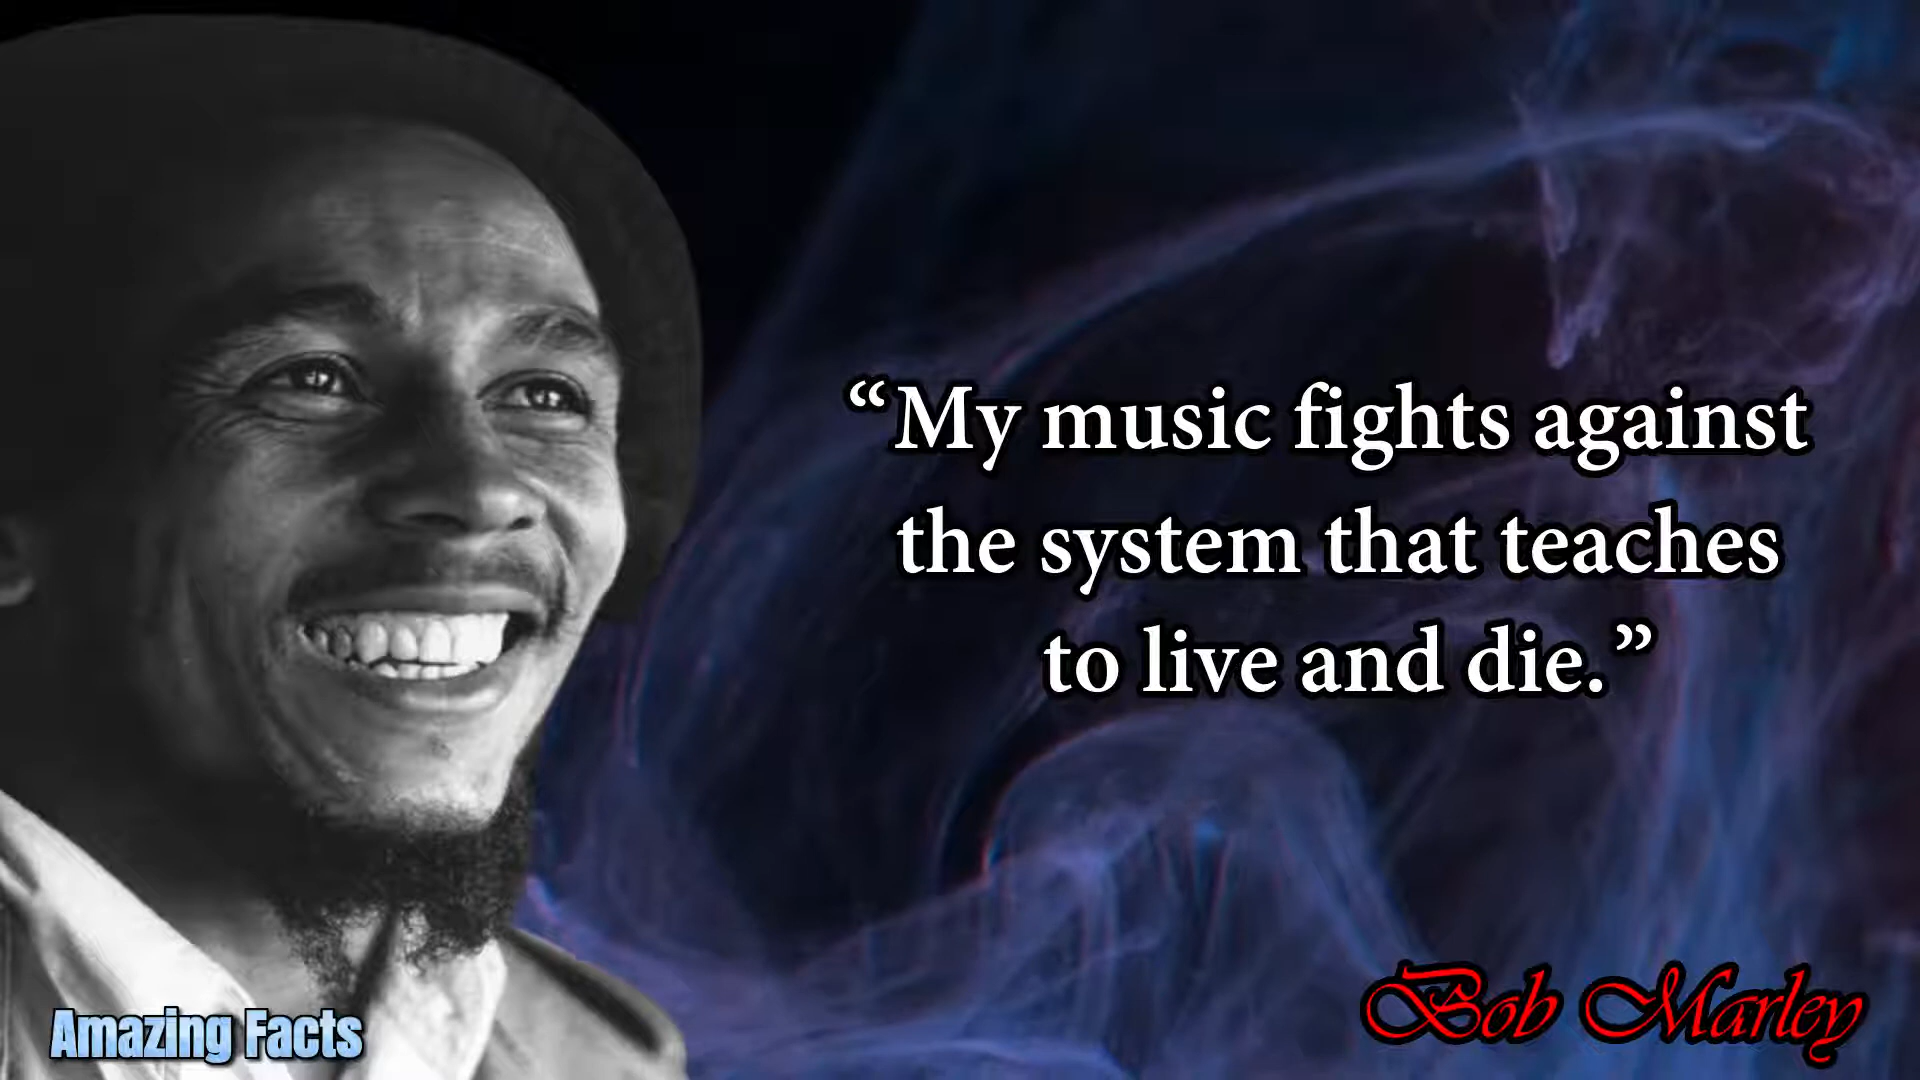 “My music fights against
the system that teaches
to live and die.”
Amazing Facts
Bob Marley